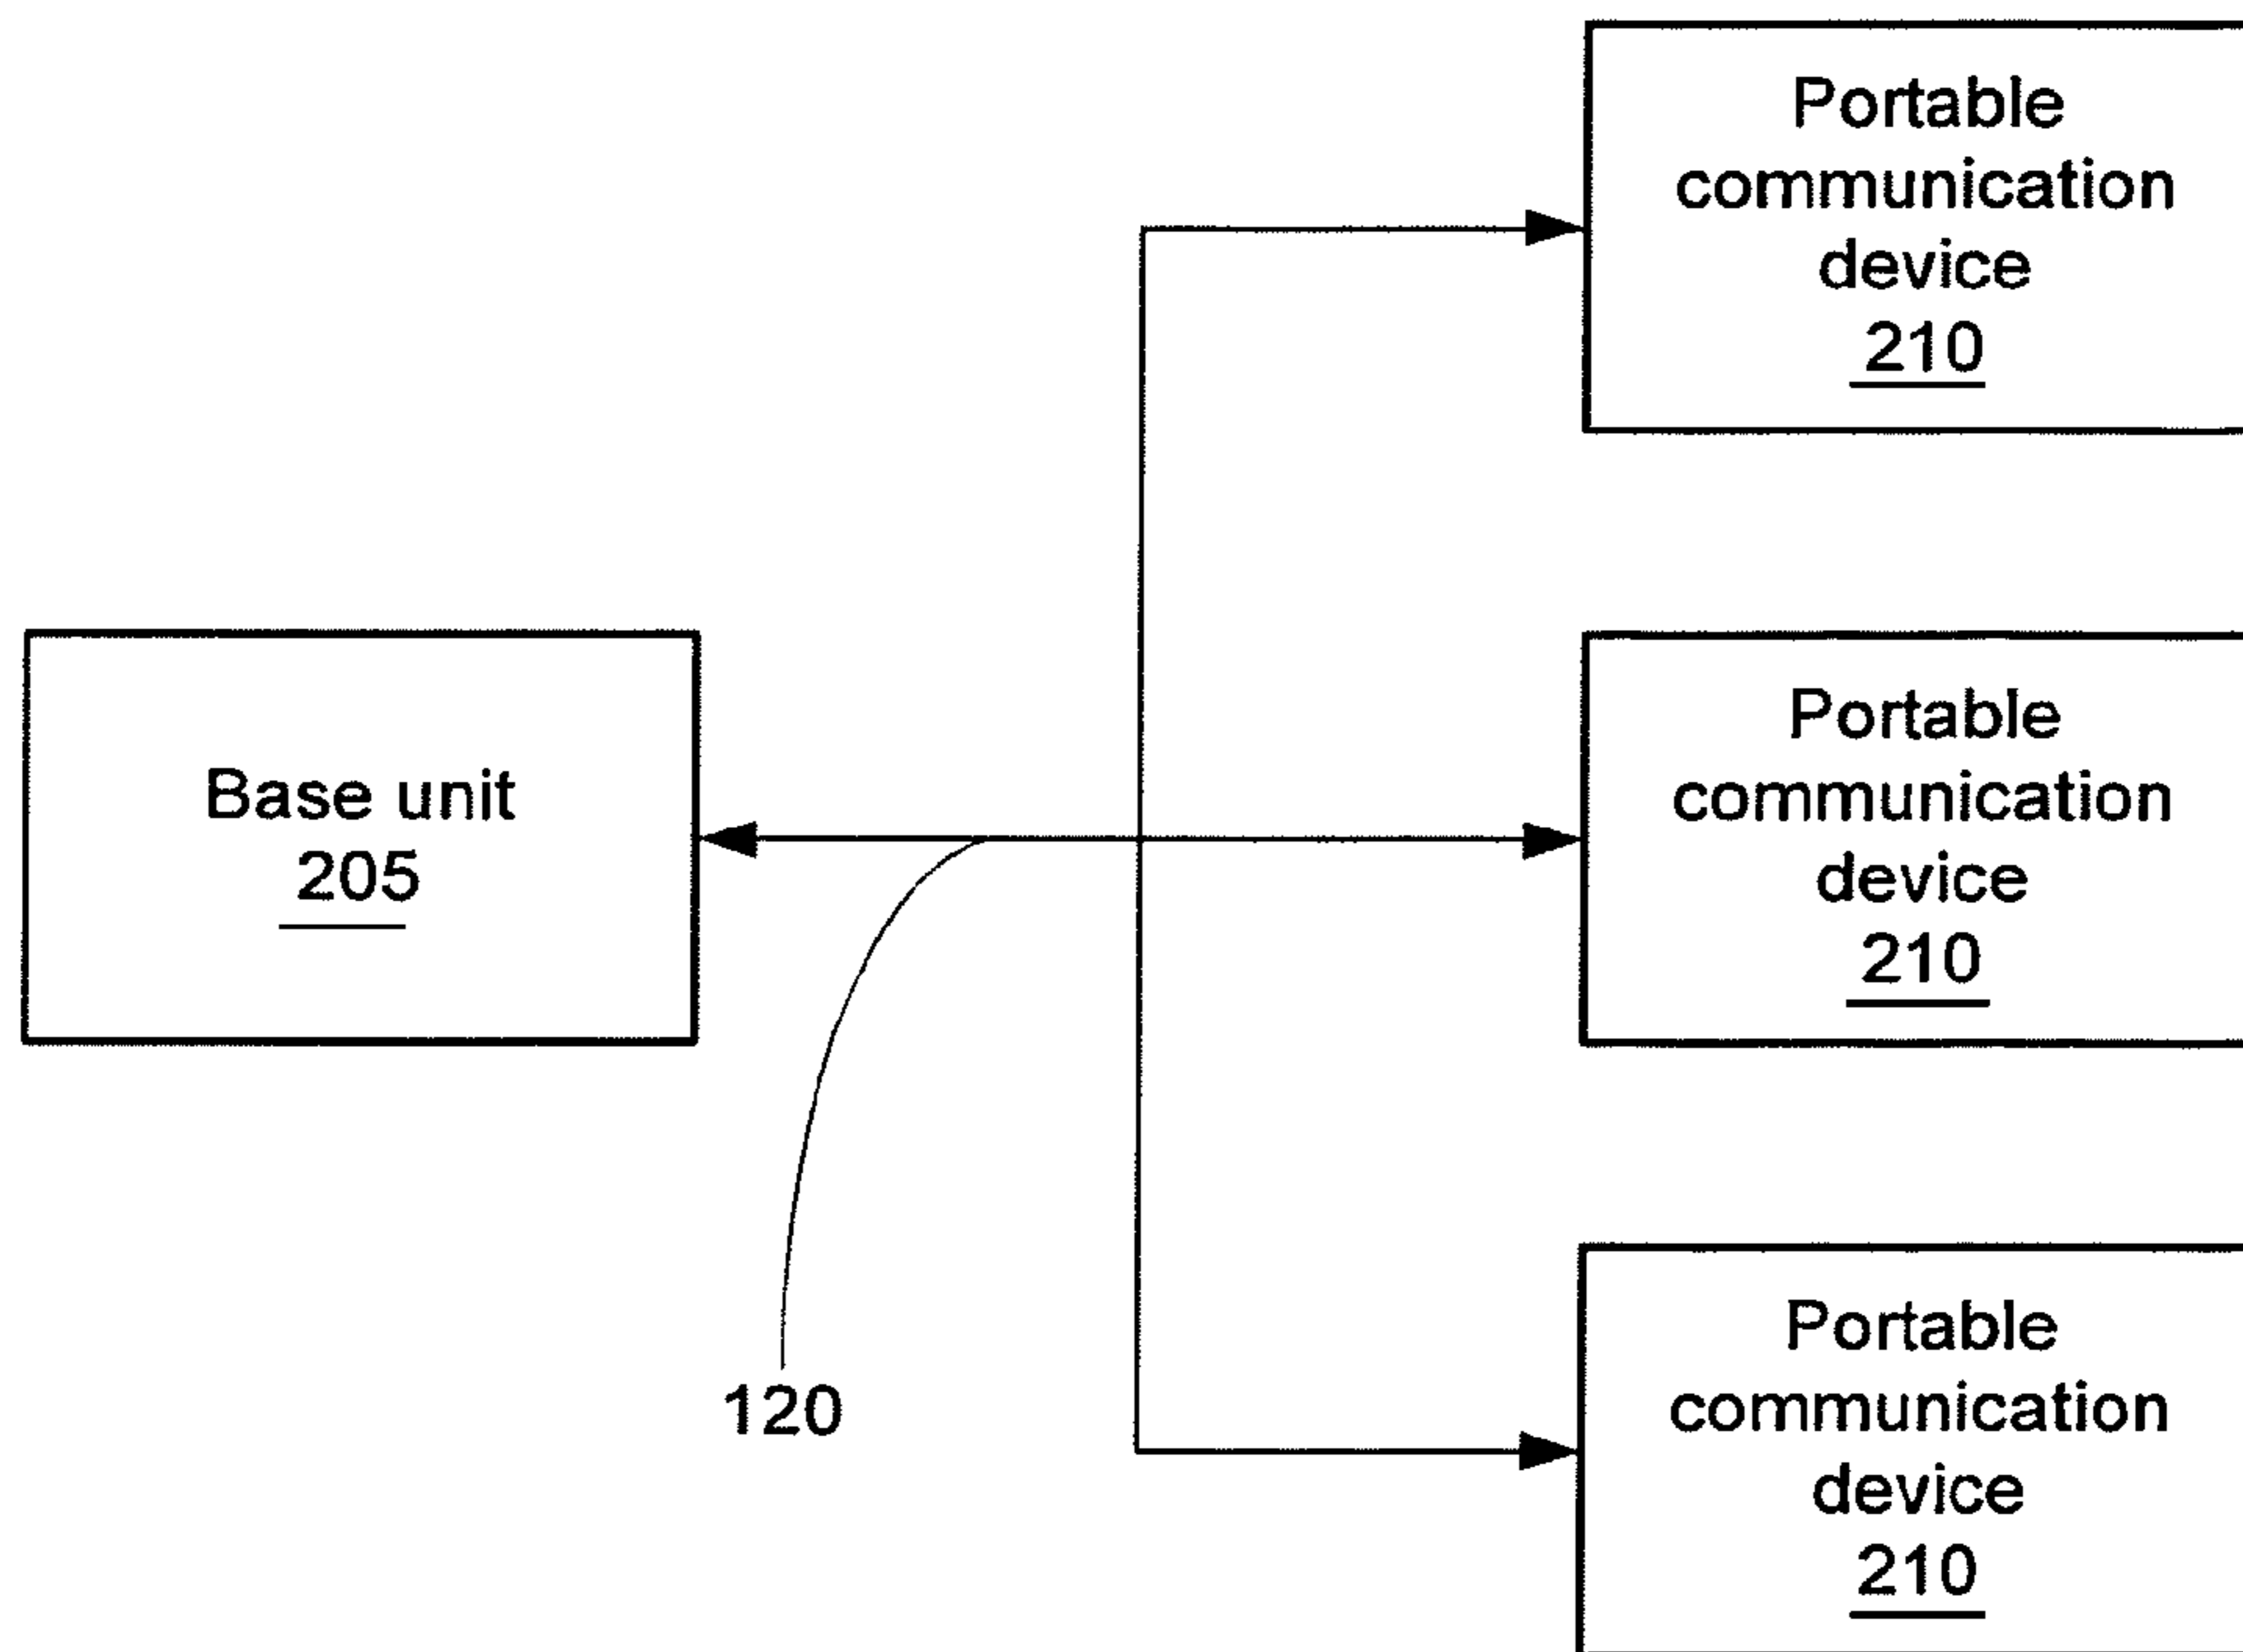 Portable
communication
device
210
Base unit
205
Portable
communication
device
210
120
Portable
communication
device
210